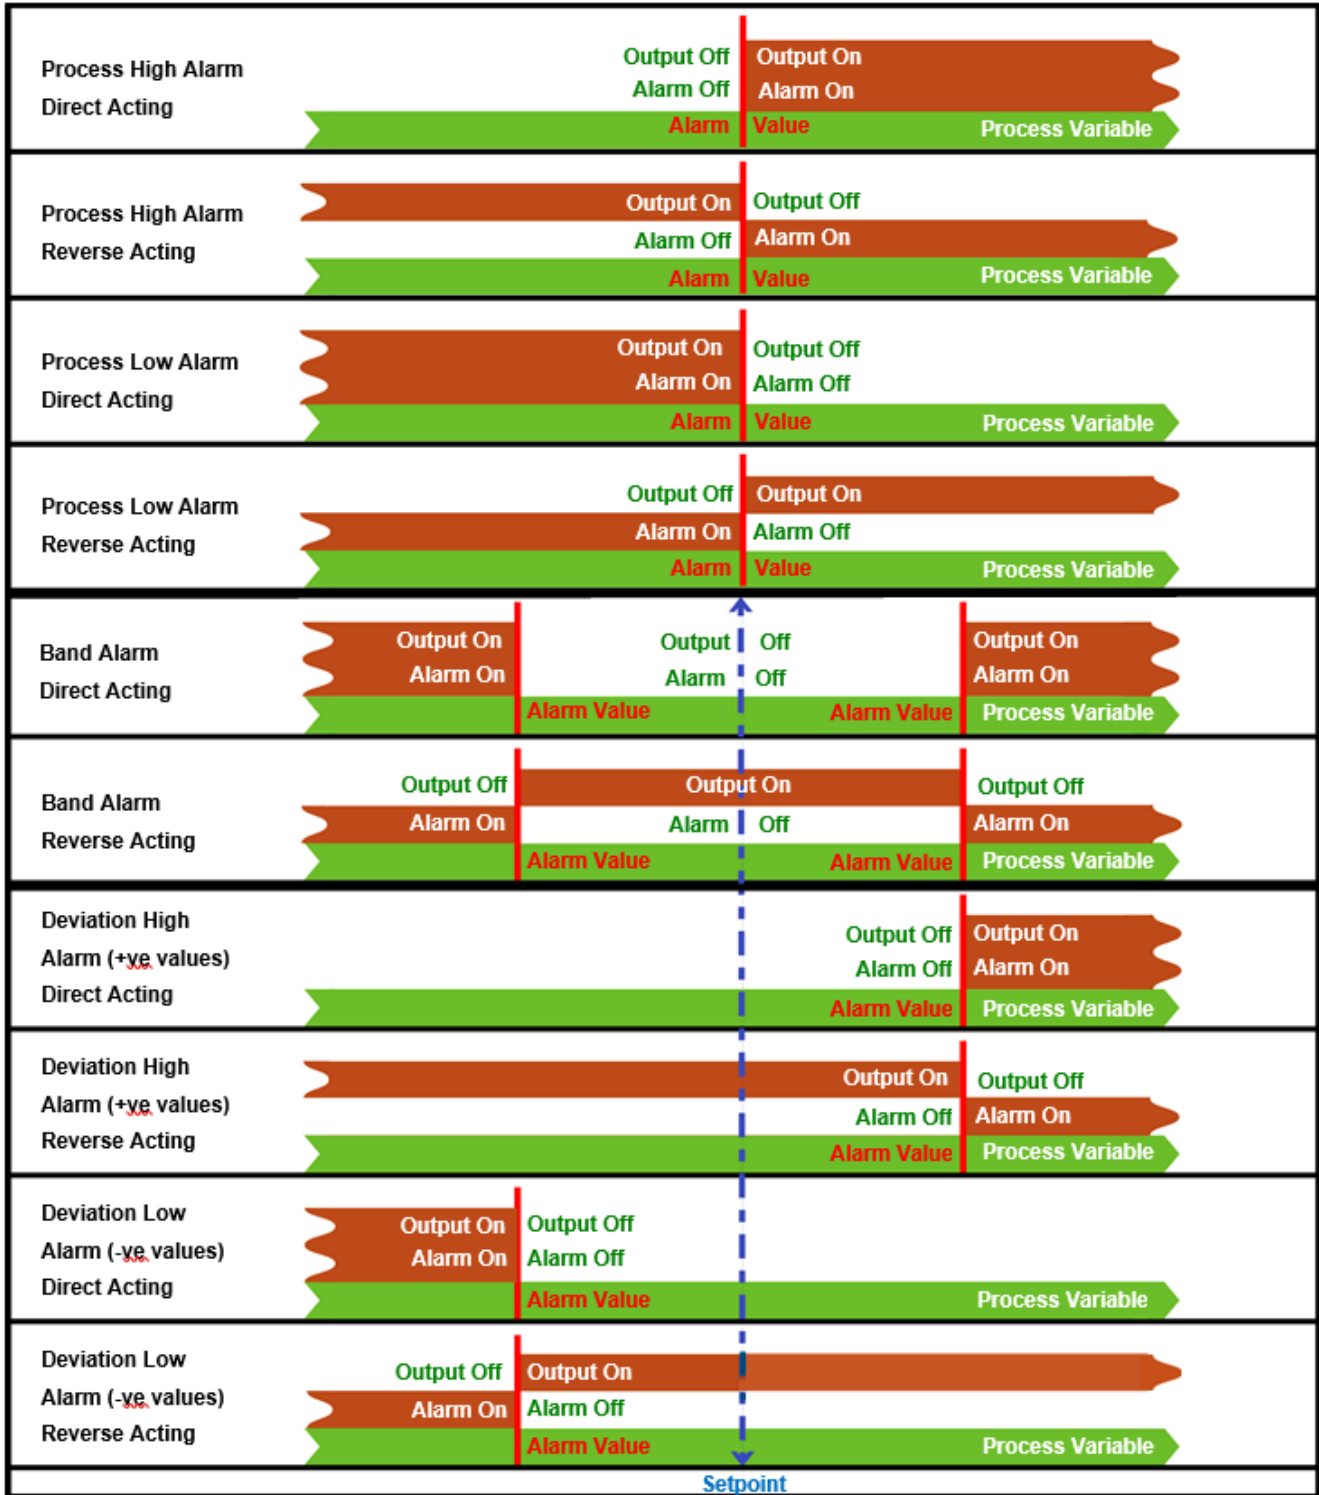 Process High Alarm
Direct Acting
Output Off Output On
Alarm Off Alarm On
Alarm Value Process Variable
Process High Alarm
Reverse Acting
Output On Output Off
Alarm Off Alarm On
Alarm Value Process Variable
Process Low Alarm
Direct Acting
Output On Output Off
Alarm On Alarm Off
Alarm Value Process Variable
Process Low Alarm
Reverse Acting
Output Off Output On
Alarm On Alarm Off
Alarm Value Process Variable
Band Alarm
Direct Acting
Output On Output Off Output On
Alarm On Alarm Off Alarm On
Alarm Value Alarm Value Process Variable
Band Alarm
Reverse Acting
Output Off Output On Output Off
Alarm On Alarm Off Alarm On
Alarm Value Alarm Value Process Variable
Deviation High
Alarm (+ve values)
Direct Acting
Output Off Output On
Alarm Off Alarm On
Alarm Value Process Variable
Deviation High
Alarm (+ve values)
Reverse Acting
Output On Output Off
Alarm Off Alarm On
Alarm Value Process Variable
Deviation Low
Alarm (-ve values)
Direct Acting
Output On Output Off
Alarm On Alarm Off
Alarm Value Process Variable
Deviation Low
Alarm (-ve values)
Reverse Acting
Output Off Output On
Alarm On Alarm Off
Alarm Value Process Variable
Setpoint